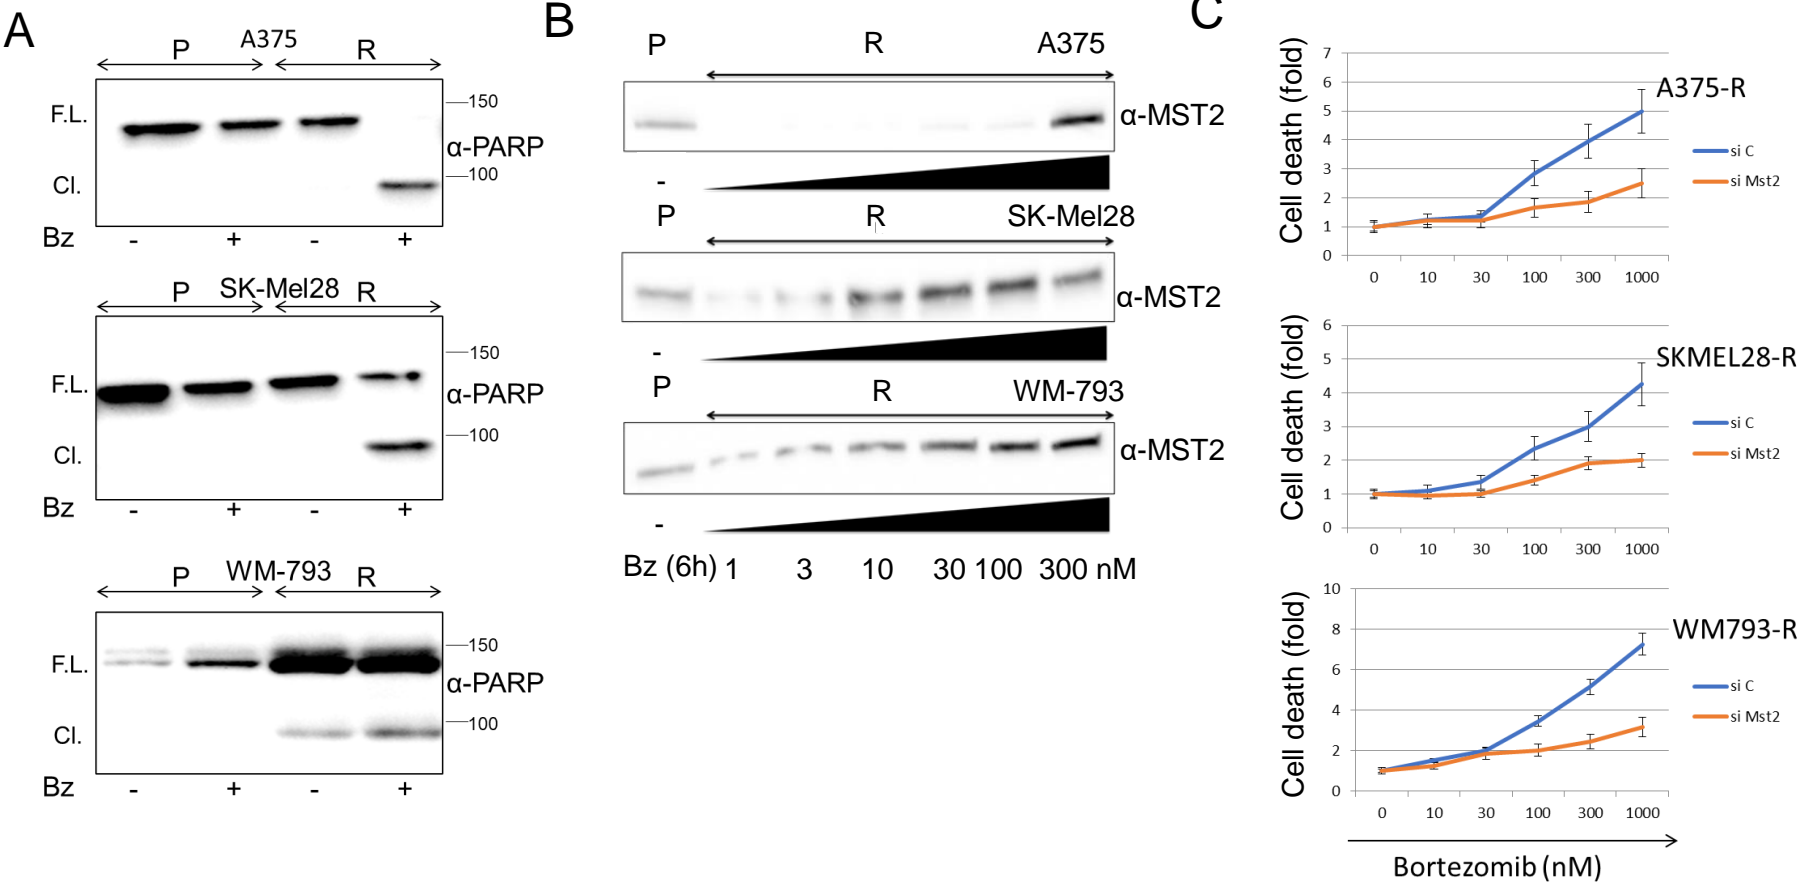 A
P A375 R
F.L.
150
α-PARP
100
Cl.
Bz - + - +
P SK-Mel28 R
150
F.L.
α-PARP
100
Cl.
Bz - + - +
P WM-793 R
150
F.L.
α-PARP
100
Cl.
Bz - + - +
B
P R A375
α-MST2
-
P R SK-Mel28
α-MST2
-
P R WM-793
α-MST2
-
Bz (6h) 1 3 10 30 100 300 nM
C
Cell death (fold)
7
6
5
4
3
2
1
0
0 10 30 100 300 1000
A375-R
si C
si Mst2
Cell death (fold)
6
5
4
3
2
1
0
0 10 30 100 300 1000
SKMEL28-R
si C
si Mst2
Cell death (fold)
10
8
6
4
2
0
0 10 30 100 300 1000
WM793-R
si C
si Mst2
Bortezomib (nM)